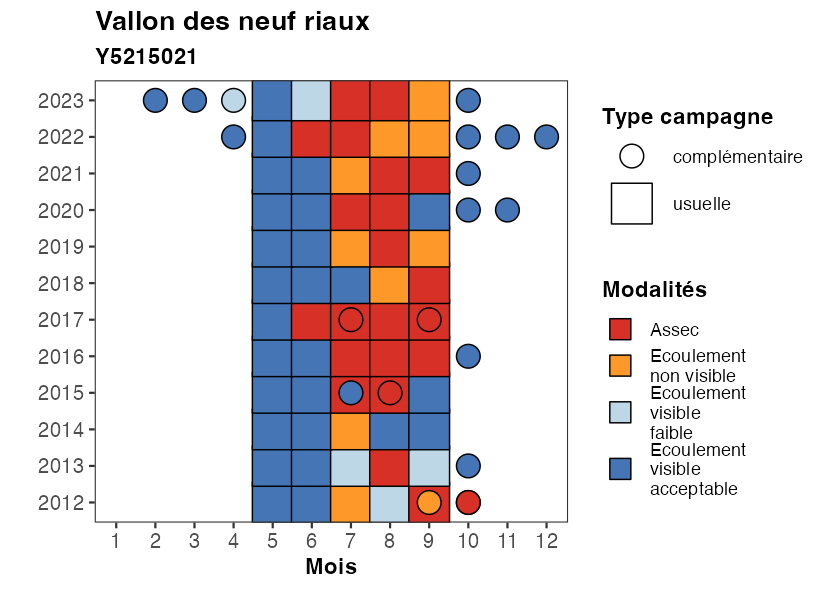 Vallon des neuf riaux
Y5215021
2023
2022
2021
2020
2019
2018
2017
2016
2015
2014
2013
2012
1 2 3 4 5 6 7 8 9 10 11 12
Mois
Type campagne
complémentaire
usuelle
Modalités
Assec
Ecoulement
non visible
Ecoulement
visible
faible
Ecoulement
visible
acceptable